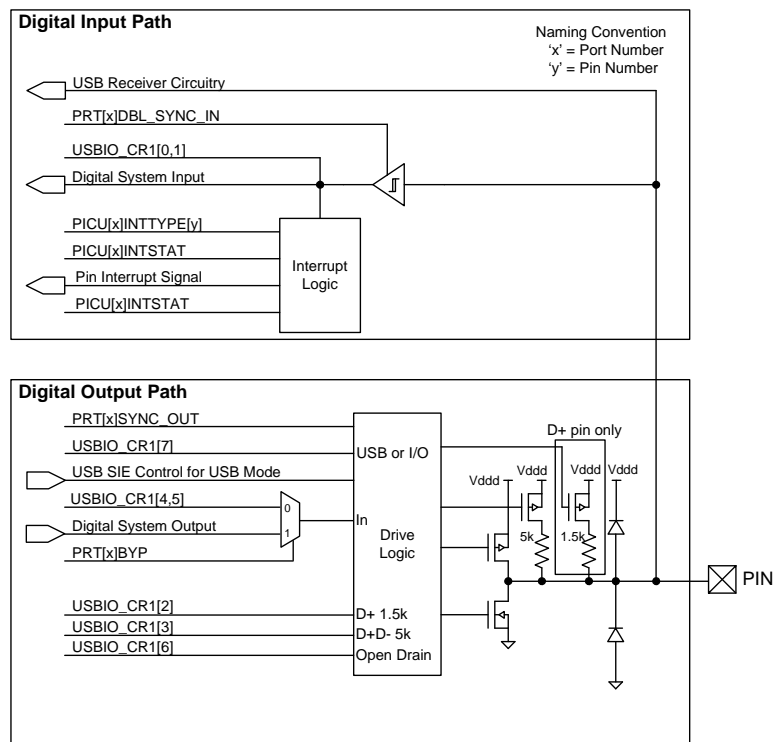 Digital Input Path
Naming Convention
'x' = Port Number
'y' = Pin Number
USB Receiver Circuitry
PRT[x]DBL_SYNC_IN
USBIO_CR1[0,1]
Digital System Input
PICU[x]INTTYPE[y]
PICU[x]INTSTAT
Pin Interrupt Signal
PICU[x]INTSTAT
Interrupt
Logic
Digital Output Path
PRT[x]SYNC_OUT
USBIO_CR1[7]
USB SIE Control for USB Mode
USBIO_CR1[4,5]
Digital System Output
PRT[x]BYP
0
1
USBIO_CR1[2]
USBIO_CR1[3]
USBIO_CR1[6]
USB or I/O
In
Drive
Logic
D+ 1.5k
D+D- 5k
Open Drain
D+ pin only
Vddd
Vddd
Vddd
Vddd
5k
1.5k
PIN